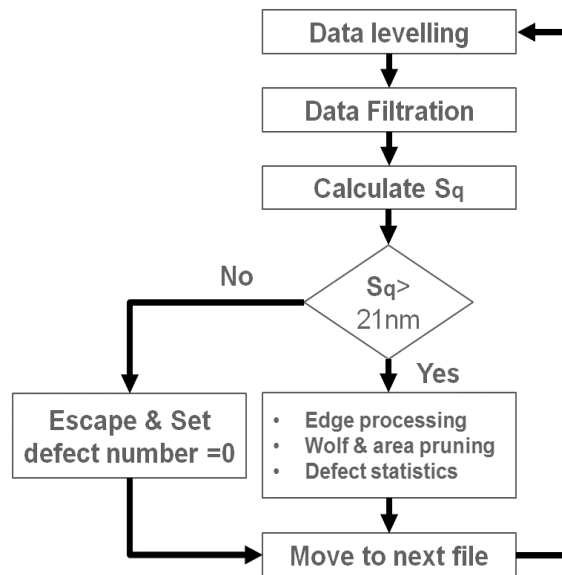 Data levelling
Data Filtration
Calculate Sq
No
Sq>
21nm
Yes
Escape & Set
defect number =0
• Edge processing
• Wolf & area pruning
• Defect statistics
Move to next file